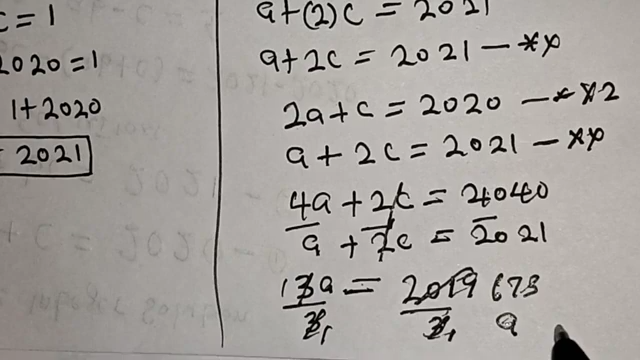 c = 1
2020 = 1
1 + 2020
= 2021
a + (2)c = 2021
a + 2c = 2021 — **
2a + c = 2020 — * ×2
a + 2c = 2021 — **
4a + 2c = 4040
a + 2c = 2021
3a = 2019 673
3 3